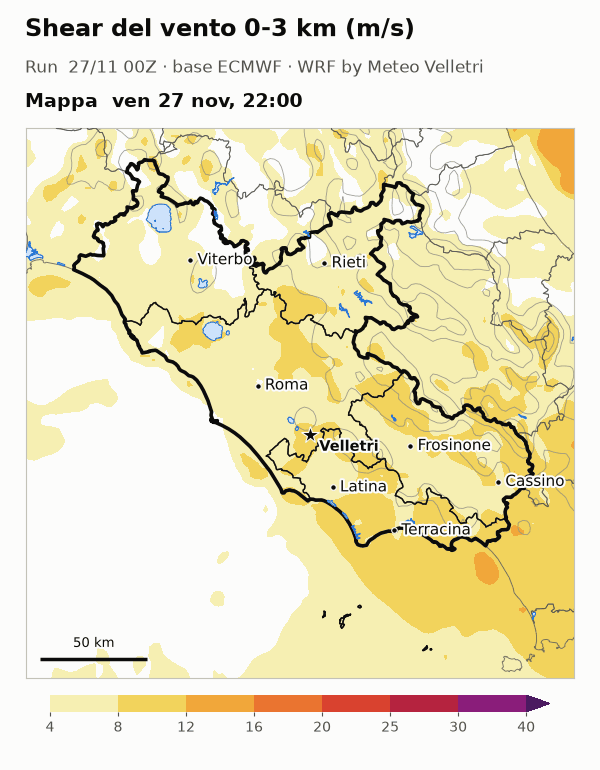 Shear del vento 0-3 km (m/s)
Run  27/11 00Z · base ECMWF · WRF by Meteo Velletri
Mappa  ven 27 nov, 22:00
Viterbo
Rieti
Roma
Velletri
Frosinone
Cassino
Latina
Terracina
50 km
4 8 12 16 20 25 30 40